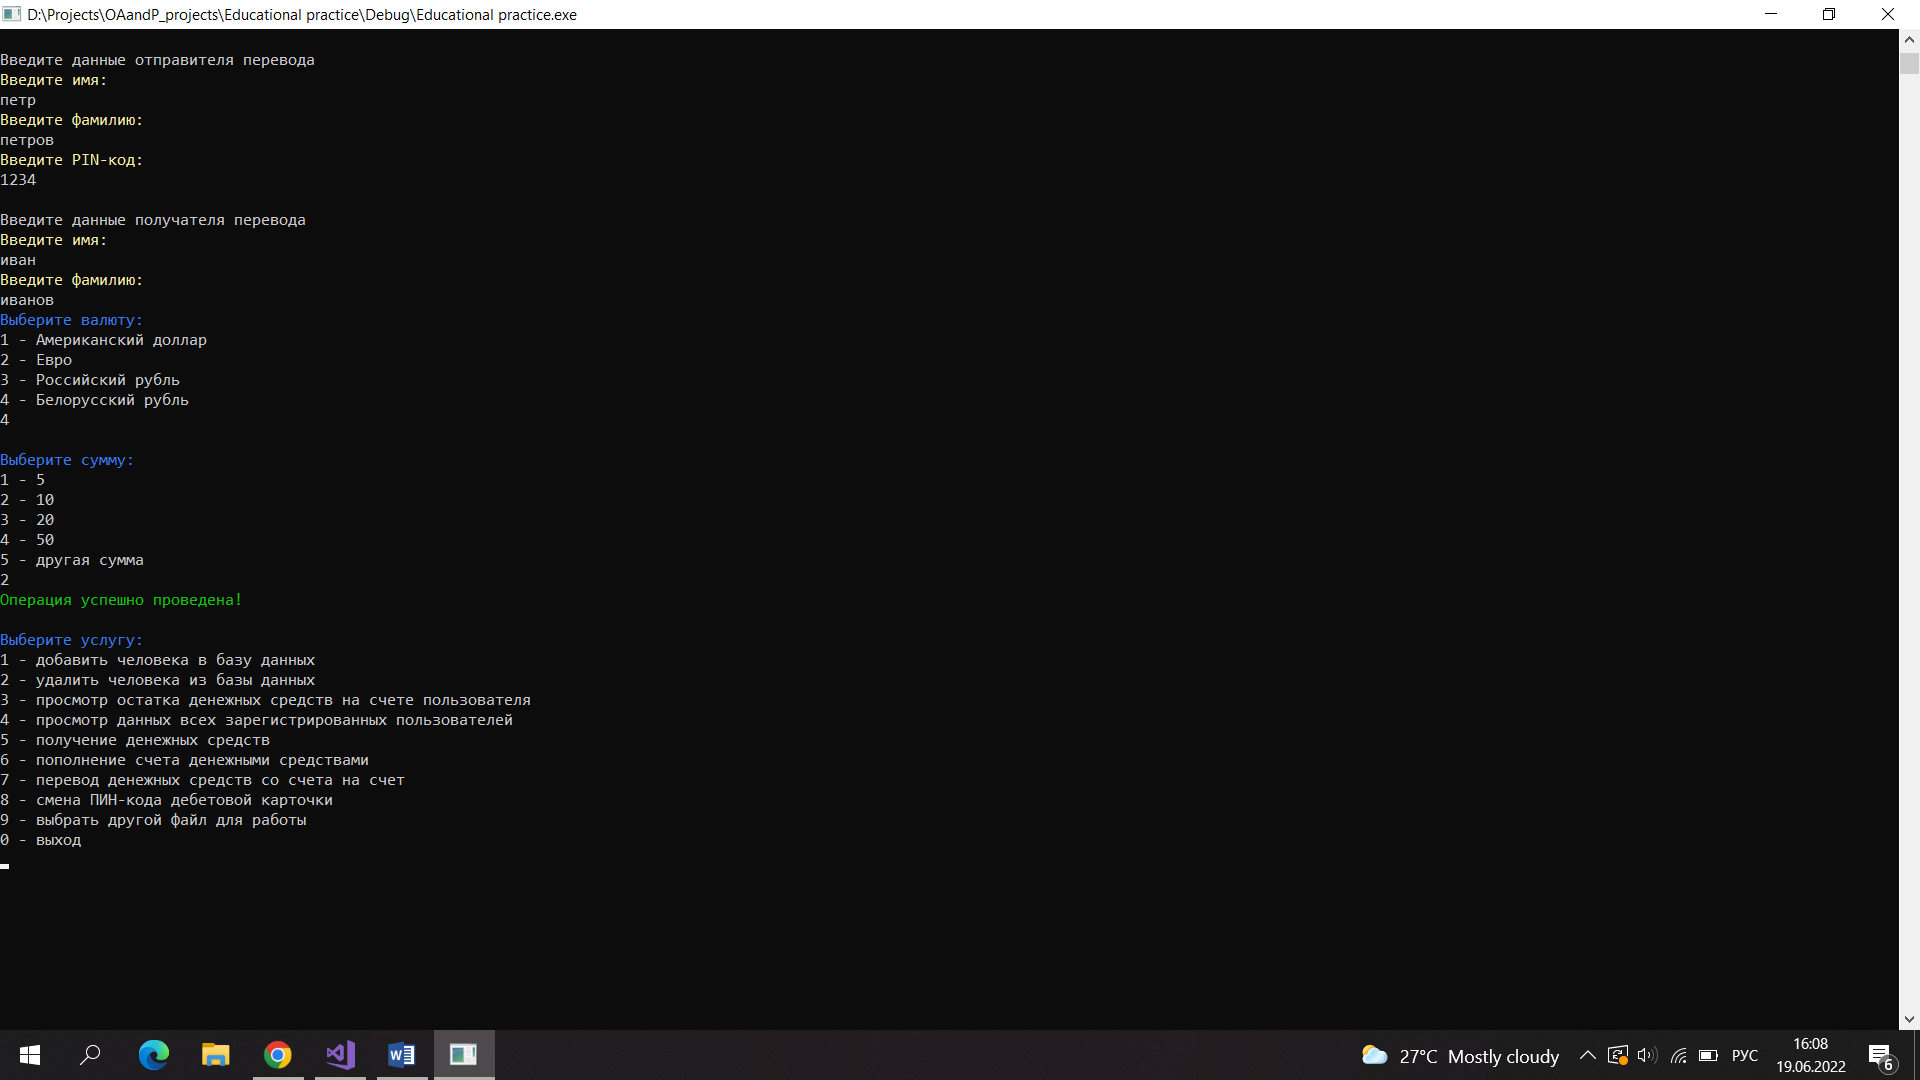 D:\Projects\OAandP_projects\Educational practice\Debug\Educational practice.exe
Введите данные отправителя перевода
Введите имя:
петр
Введите фамилию:
петров
Введите PIN-код:
1234
Введите данные получателя перевода
Введите имя:
иван
Введите фамилию:
иванов
Выберите валюту:
1 - Американский доллар
2 - Евро
3 - Российский рубль
4 - Белорусский рубль
4
Выберите сумму:
1 - 5
2 - 10
3 - 20
4 - 50
5 - другая сумма
2
Операция успешно проведена!
Выберите услугу:
1 - добавить человека в базу данных
2 - удалить человека из базы данных
3 - просмотр остатка денежных средств на счете пользователя
4 - просмотр данных всех зарегистрированных пользователей
5 - получение денежных средств
6 - пополнение счета денежными средствами
7 - перевод денежных средств со счета на счет
8 - смена ПИН-кода дебетовой карточки
9 - выбрать другой файл для работы
0 - выход
27°C Mostly cloudy
РУС
16:08
19.06.2022
6